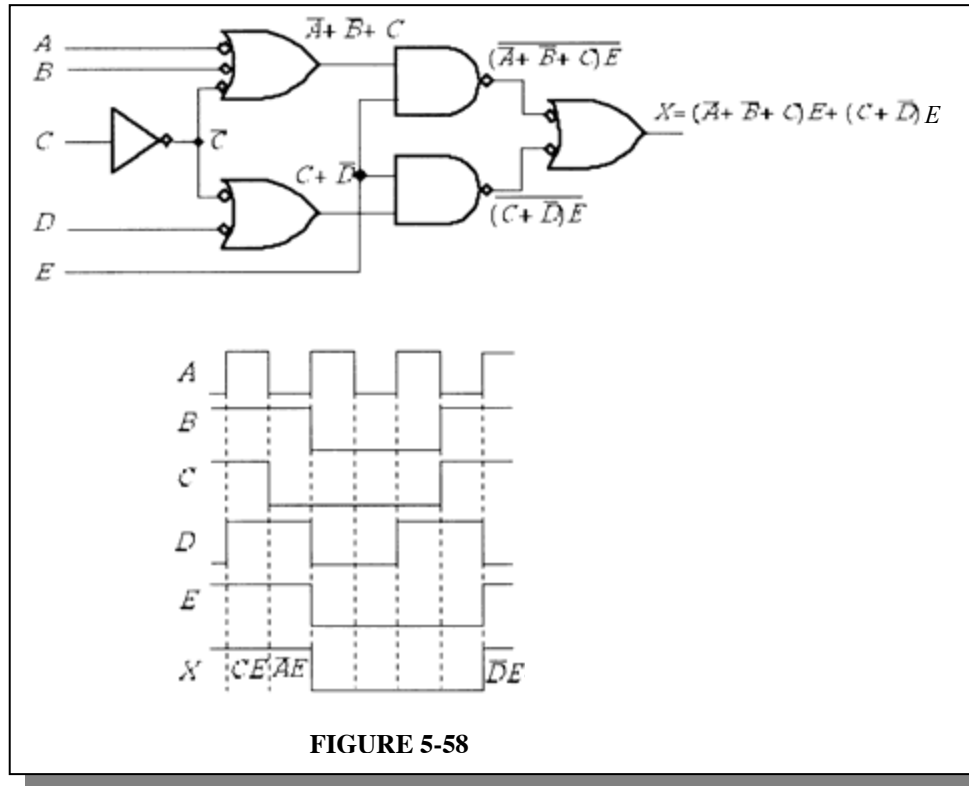 A̅ + B̅ + C
A
B
(A̅ + B̅ + C)E̅
X = (A̅ + B̅ + C)E + (C + D̅)E
C
C̅
C + D̅
D
(C + D̅)E̅
E
A
B
C
D
E
X CE A̅E D̅E
FIGURE 5-58